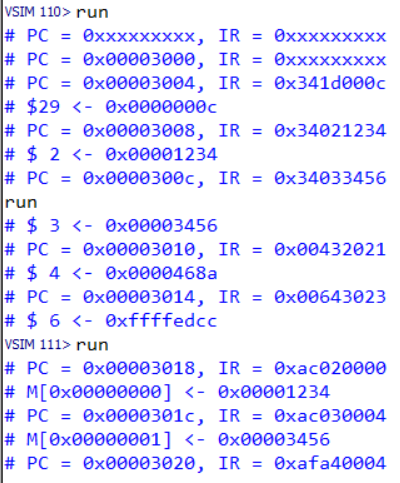 VSIM 110> run
# PC = 0xxxxxxxxx, IR = 0xxxxxxxxx
# PC = 0x00003000, IR = 0xxxxxxxxx
# PC = 0x00003004, IR = 0x341d000c
# $29 <- 0x0000000c
# PC = 0x00003008, IR = 0x34021234
# $ 2 <- 0x00001234
# PC = 0x0000300c, IR = 0x34033456
run
# $ 3 <- 0x00003456
# PC = 0x00003010, IR = 0x00432021
# $ 4 <- 0x0000468a
# PC = 0x00003014, IR = 0x00643023
# $ 6 <- 0xffffedcc
VSIM 111> run
# PC = 0x00003018, IR = 0xac020000
# M[0x00000000] <- 0x00001234
# PC = 0x0000301c, IR = 0xac030004
# M[0x00000001] <- 0x00003456
# PC = 0x00003020, IR = 0xafa40004